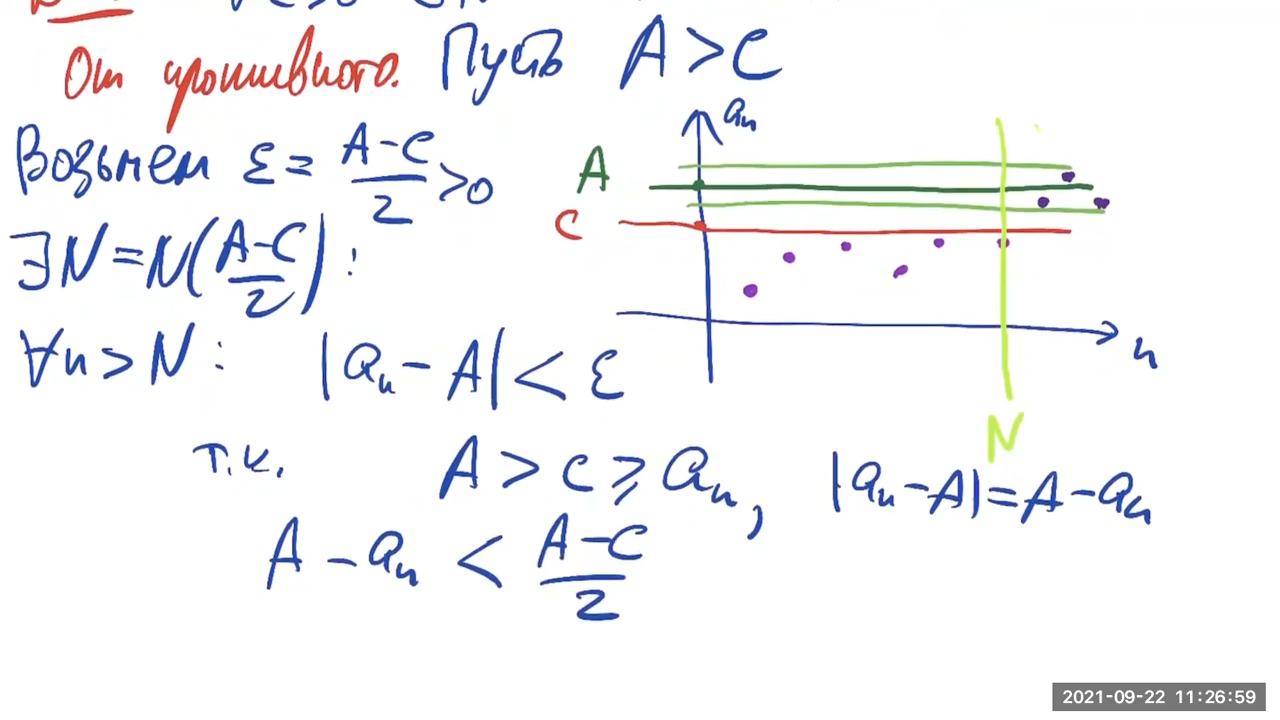 От противного. Пусть A > C
Возьмем ε = (A - C)/2 > 0
∃N = N((A - C)/2) :
∀n > N : |aₙ - A| < ε
т.к. A > C ≥ aₙ, |aₙ - A| = A - aₙ
A - aₙ < (A - C)/2
aₙ
A
C
n
N
2021-09-22 11:26:59